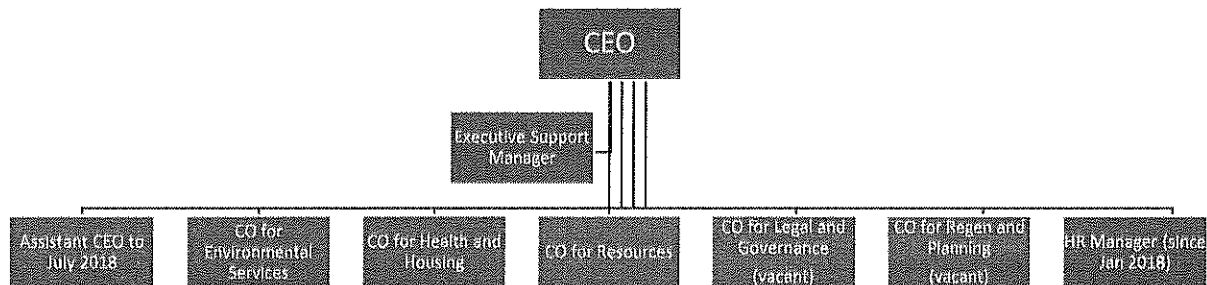 CEO
Executive Support
Manager
Assistant CEO to
July 2018
CO for
Environmental
Services
CO for Health and
Housing
CO for Resources
CO for Legal and
Governance
(vacant)
CO for Regen and
Planning
(vacant)
HR Manager (since
Jan 2018)